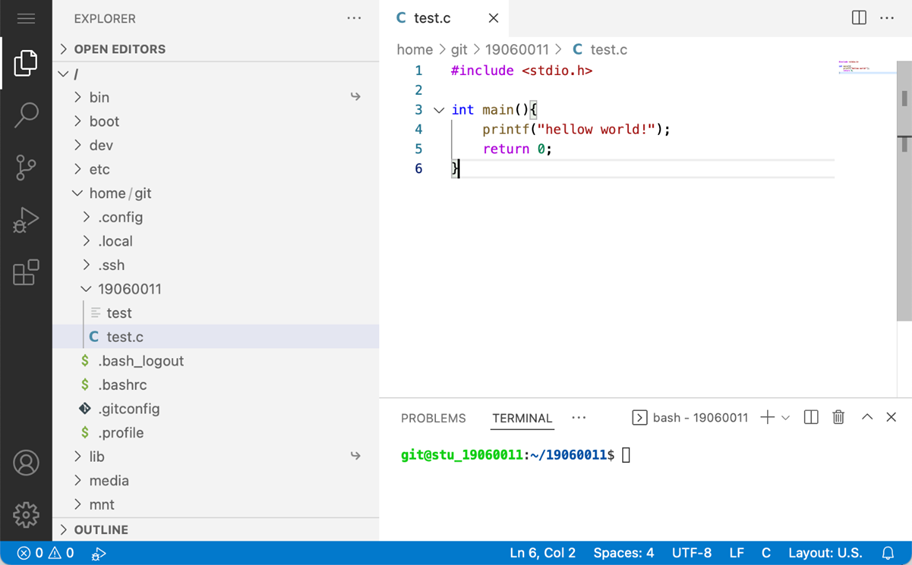 EXPLORER
OPEN EDITORS
/
bin
boot
dev
etc
home/git
.config
.local
.ssh
19060011
test
C test.c
$ .bash_logout
$ .bashrc
.gitconfig
$ .profile
lib
media
mnt
OUTLINE
C test.c
home > git > 19060011 > C test.c
1 #include <stdio.h>
2
3 int main(){
4 printf("hellow world!");
5 return 0;
6 }
PROBLEMS TERMINAL ··· bash - 19060011
git@stu_19060011:~/19060011$
0 0 Ln 6, Col 2 Spaces: 4 UTF-8 LF C Layout: U.S.